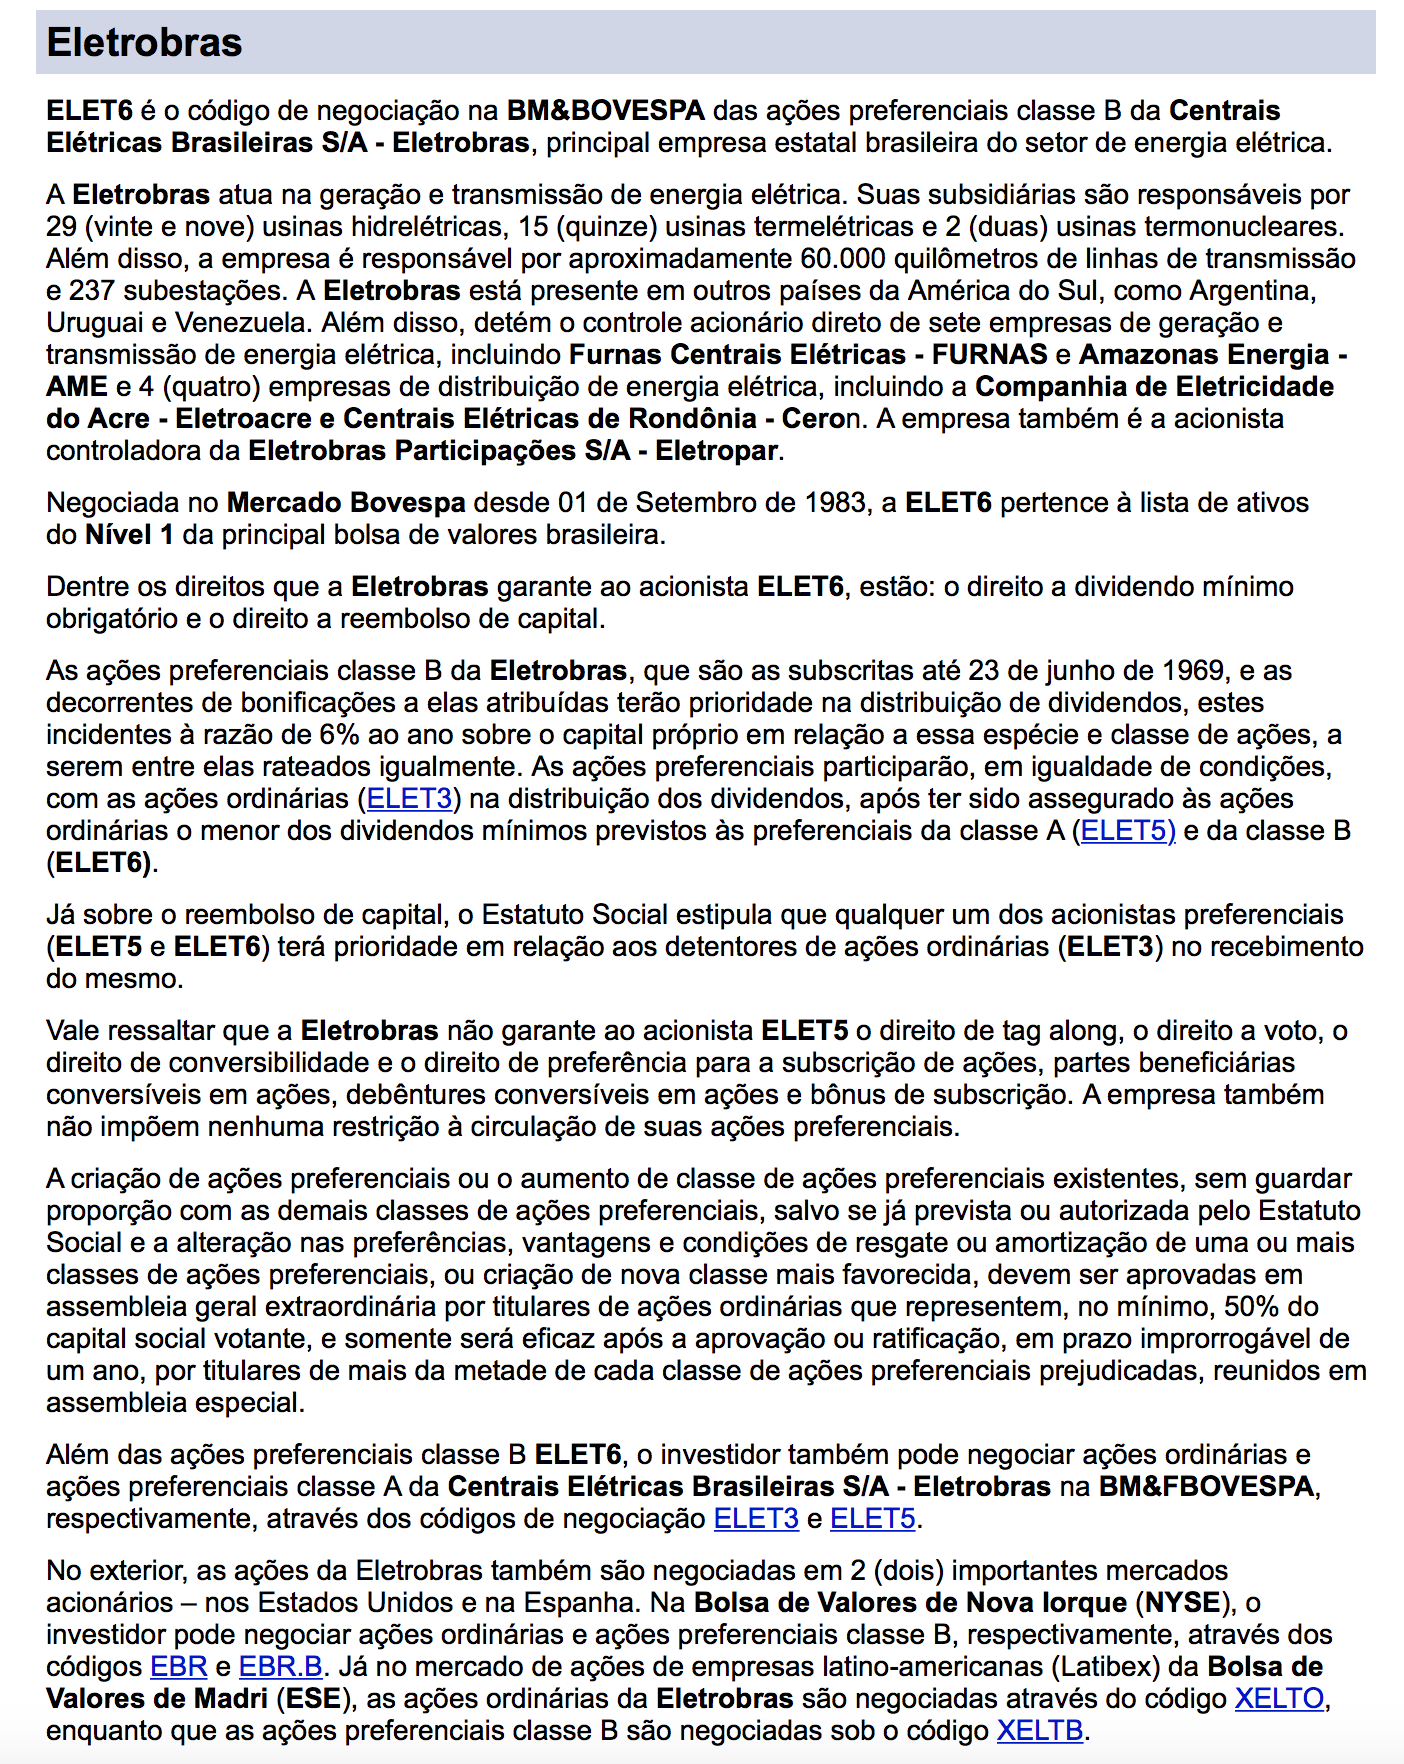 Eletrobras
ELET6 é o código de negociação na BM&BOVESPA das ações preferenciais classe B da Centrais
Elétricas Brasileiras S/A - Eletrobras, principal empresa estatal brasileira do setor de energia elétrica.
A Eletrobras atua na geração e transmissão de energia elétrica. Suas subsidiárias são responsáveis por
29 (vinte e nove) usinas hidrelétricas, 15 (quinze) usinas termelétricas e 2 (duas) usinas termonucleares.
Além disso, a empresa é responsável por aproximadamente 60.000 quilômetros de linhas de transmissão
e 237 subestações. A Eletrobras está presente em outros países da América do Sul, como Argentina,
Uruguai e Venezuela. Além disso, detém o controle acionário direto de sete empresas de geração e
transmissão de energia elétrica, incluindo Furnas Centrais Elétricas - FURNAS e Amazonas Energia -
AME e 4 (quatro) empresas de distribuição de energia elétrica, incluindo a Companhia de Eletricidade
do Acre - Eletroacre e Centrais Elétricas de Rondônia - Ceron. A empresa também é a acionista
controladora da Eletrobras Participações S/A - Eletropar.
Negociada no Mercado Bovespa desde 01 de Setembro de 1983, a ELET6 pertence à lista de ativos
do Nível 1 da principal bolsa de valores brasileira.
Dentre os direitos que a Eletrobras garante ao acionista ELET6, estão: o direito a dividendo mínimo
obrigatório e o direito a reembolso de capital.
As ações preferenciais classe B da Eletrobras, que são as subscritas até 23 de junho de 1969, e as
decorrentes de bonificações a elas atribuídas terão prioridade na distribuição de dividendos, estes
incidentes à razão de 6% ao ano sobre o capital próprio em relação a essa espécie e classe de ações, a
serem entre elas rateados igualmente. As ações preferenciais participarão, em igualdade de condições,
com as ações ordinárias (ELET3) na distribuição dos dividendos, após ter sido assegurado às ações
ordinárias o menor dos dividendos mínimos previstos às preferenciais da classe A (ELET5) e da classe B
(ELET6).
Já sobre o reembolso de capital, o Estatuto Social estipula que qualquer um dos acionistas preferenciais
(ELET5 e ELET6) terá prioridade em relação aos detentores de ações ordinárias (ELET3) no recebimento
do mesmo.
Vale ressaltar que a Eletrobras não garante ao acionista ELET5 o direito de tag along, o direito a voto, o
direito de conversibilidade e o direito de preferência para a subscrição de ações, partes beneficiárias
conversíveis em ações, debêntures conversíveis em ações e bônus de subscrição. A empresa também
não impõem nenhuma restrição à circulação de suas ações preferenciais.
A criação de ações preferenciais ou o aumento de classe de ações preferenciais existentes, sem guardar
proporção com as demais classes de ações preferenciais, salvo se já prevista ou autorizada pelo Estatuto
Social e a alteração nas preferências, vantagens e condições de resgate ou amortização de uma ou mais
classes de ações preferenciais, ou criação de nova classe mais favorecida, devem ser aprovadas em
assembleia geral extraordinária por titulares de ações ordinárias que representem, no mínimo, 50% do
capital social votante, e somente será eficaz após a aprovação ou ratificação, em prazo improrrogável de
um ano, por titulares de mais da metade de cada classe de ações preferenciais prejudicadas, reunidos em
assembleia especial.
Além das ações preferenciais classe B ELET6, o investidor também pode negociar ações ordinárias e
ações preferenciais classe A da Centrais Elétricas Brasileiras S/A - Eletrobras na BM&FBOVESPA,
respectivamente, através dos códigos de negociação ELET3 e ELET5.
No exterior, as ações da Eletrobras também são negociadas em 2 (dois) importantes mercados
acionários – nos Estados Unidos e na Espanha. Na Bolsa de Valores de Nova Iorque (NYSE), o
investidor pode negociar ações ordinárias e ações preferenciais classe B, respectivamente, através dos
códigos EBR e EBR.B. Já no mercado de ações de empresas latino-americanas (Latibex) da Bolsa de
Valores de Madri (ESE), as ações ordinárias da Eletrobras são negociadas através do código XELTO,
enquanto que as ações preferenciais classe B são negociadas sob o código XELTB.